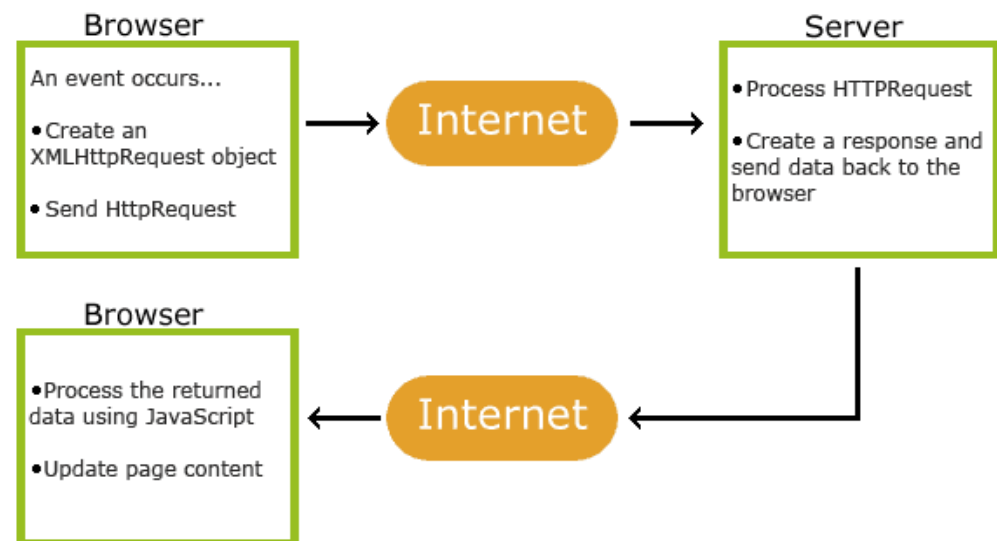 Browser
An event occurs...
•Create an
XMLHttpRequest object
•Send HttpRequest
Internet
Server
•Process HTTPRequest
•Create a response and
send data back to the
browser
Browser
•Process the returned
data using JavaScript
•Update page content
Internet